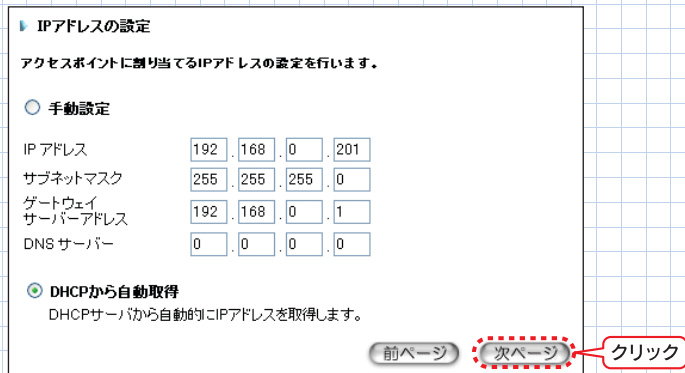 IPアドレスの設定
アクセスポイントに割り当てるIPアドレスの設定を行います。
手動設定
IP アドレス 192 . 168 . 0 . 201
サブネットマスク 255 . 255 . 255 . 0
ゲートウェイ
サーバーアドレス 192 . 168 . 0 . 1
DNS サーバー 0 . 0 . 0 . 0
DHCPから自動取得
DHCPサーバから自動的にIPアドレスを取得します。
前ページ 次ページ クリック